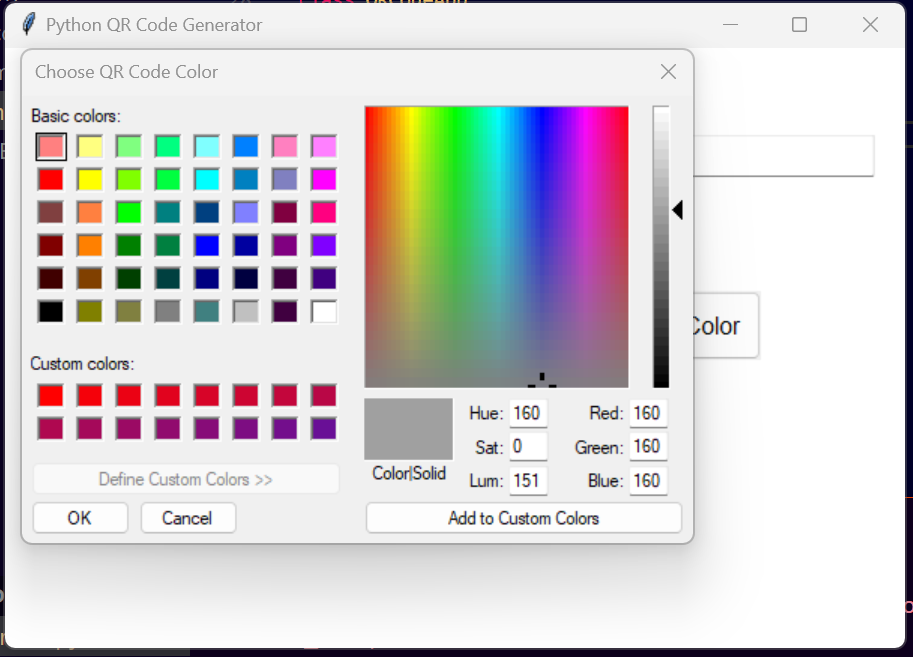 Python QR Code Generator
Choose QR Code Color
Basic colors:
Custom colors:
Define Custom Colors >>
OK
Cancel
Color|Solid
Hue: 160
Sat: 0
Lum: 151
Red: 160
Green: 160
Blue: 160
Add to Custom Colors
Color